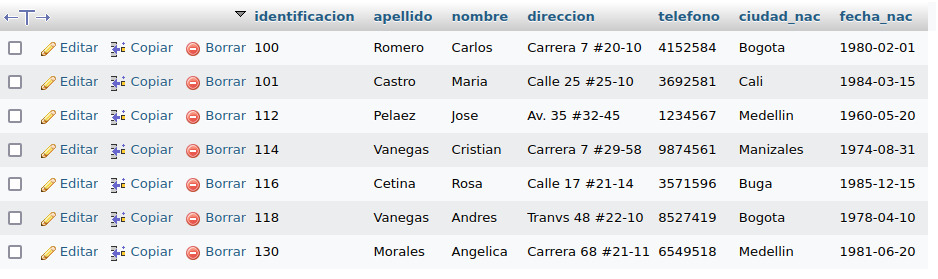 identificacion apellido nombre direccion telefono ciudad_nac fecha_nac
Editar Copiar Borrar 100 Romero Carlos Carrera 7 #20-10 4152584 Bogota 1980-02-01
Editar Copiar Borrar 101 Castro Maria Calle 25 #25-10 3692581 Cali 1984-03-15
Editar Copiar Borrar 112 Pelaez Jose Av. 35 #32-45 1234567 Medellin 1960-05-20
Editar Copiar Borrar 114 Vanegas Cristian Carrera 7 #29-58 9874561 Manizales 1974-08-31
Editar Copiar Borrar 116 Cetina Rosa Calle 17 #21-14 3571596 Buga 1985-12-15
Editar Copiar Borrar 118 Vanegas Andres Tranvs 48 #22-10 8527419 Bogota 1978-04-10
Editar Copiar Borrar 130 Morales Angelica Carrera 68 #21-11 6549518 Medellin 1981-06-20